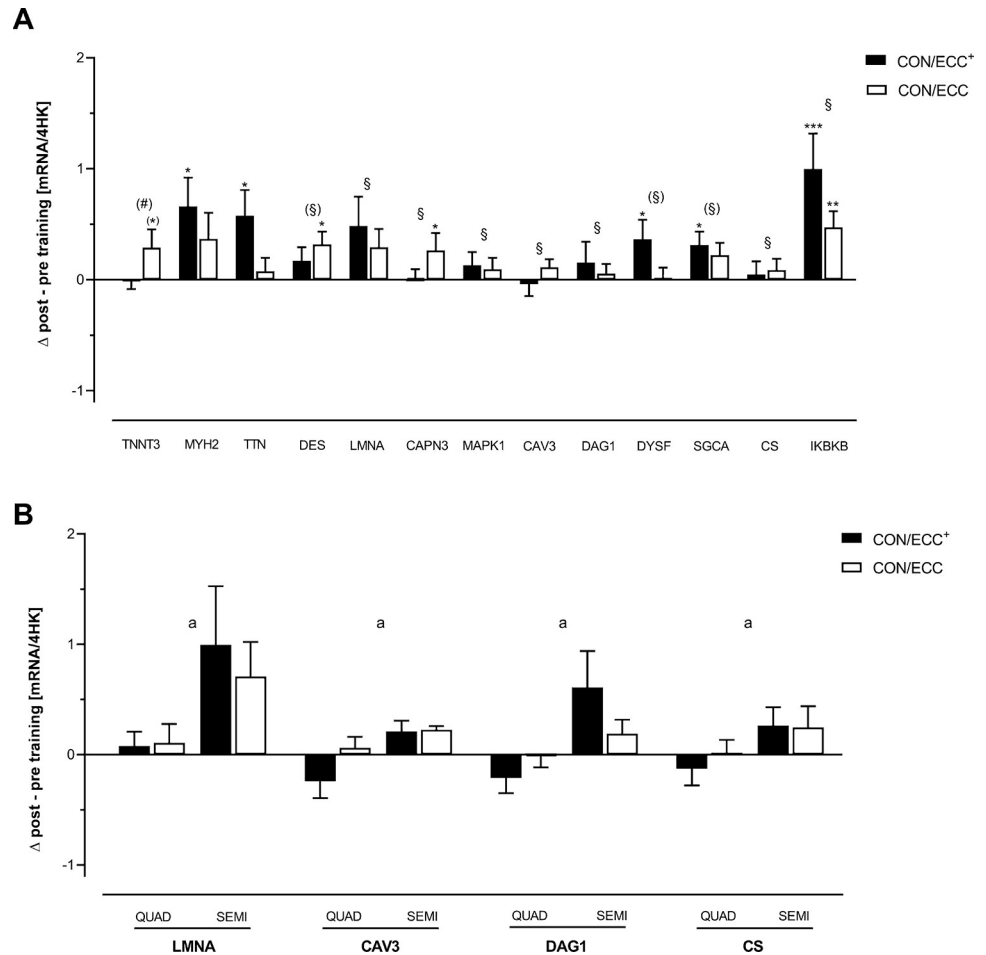 A
2
1
0
-1
Δ post - pre training [mRNA/4HK]
CON/ECC+
CON/ECC
(#)
(*)
*
*
(§)
*
§
§
*
§
§
§
*
(§)
*
(§)
§
***
§
**
TNNT3 MYH2 TTN DES LMNA CAPN3 MAPK1 CAV3 DAG1 DYSF SGCA CS IKBKB
B
2
1
0
-1
Δ post - pre training [mRNA/4HK]
CON/ECC+
CON/ECC
a a a a
QUAD SEMI QUAD SEMI QUAD SEMI QUAD SEMI
LMNA CAV3 DAG1 CS